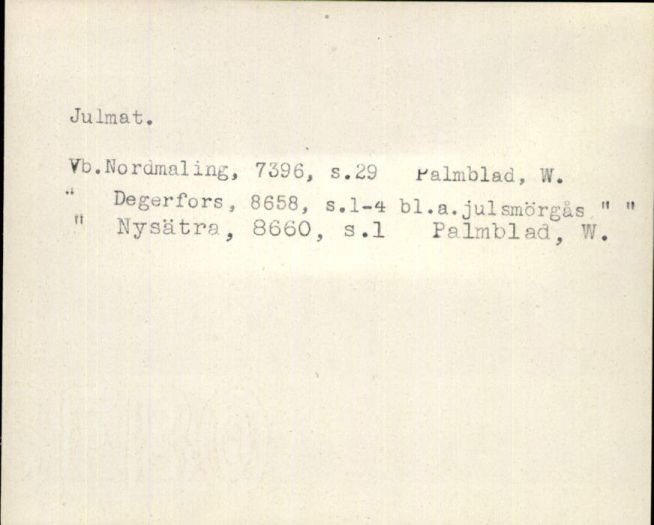 Julmat.
Vb.Nordmaling, 7396, s.29 Palmblad, W.
" Degerfors, 8658, s.1-4 bl.a.julsmörgås " "
" Nysätra, 8660, s.1 Palmblad, W.